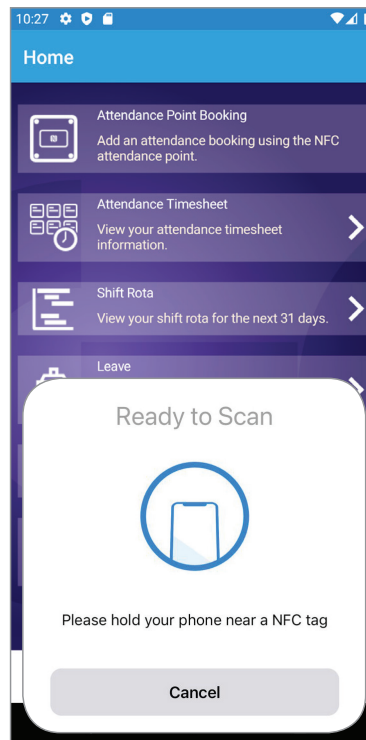 10:27
Home
Attendance Point Booking
Add an attendance booking using the NFC
attendance point.
Attendance Timesheet
View your attendance timesheet
information.
Shift Rota
View your shift rota for the next 31 days.
Leave
Ready to Scan
Please hold your phone near a NFC tag
Cancel